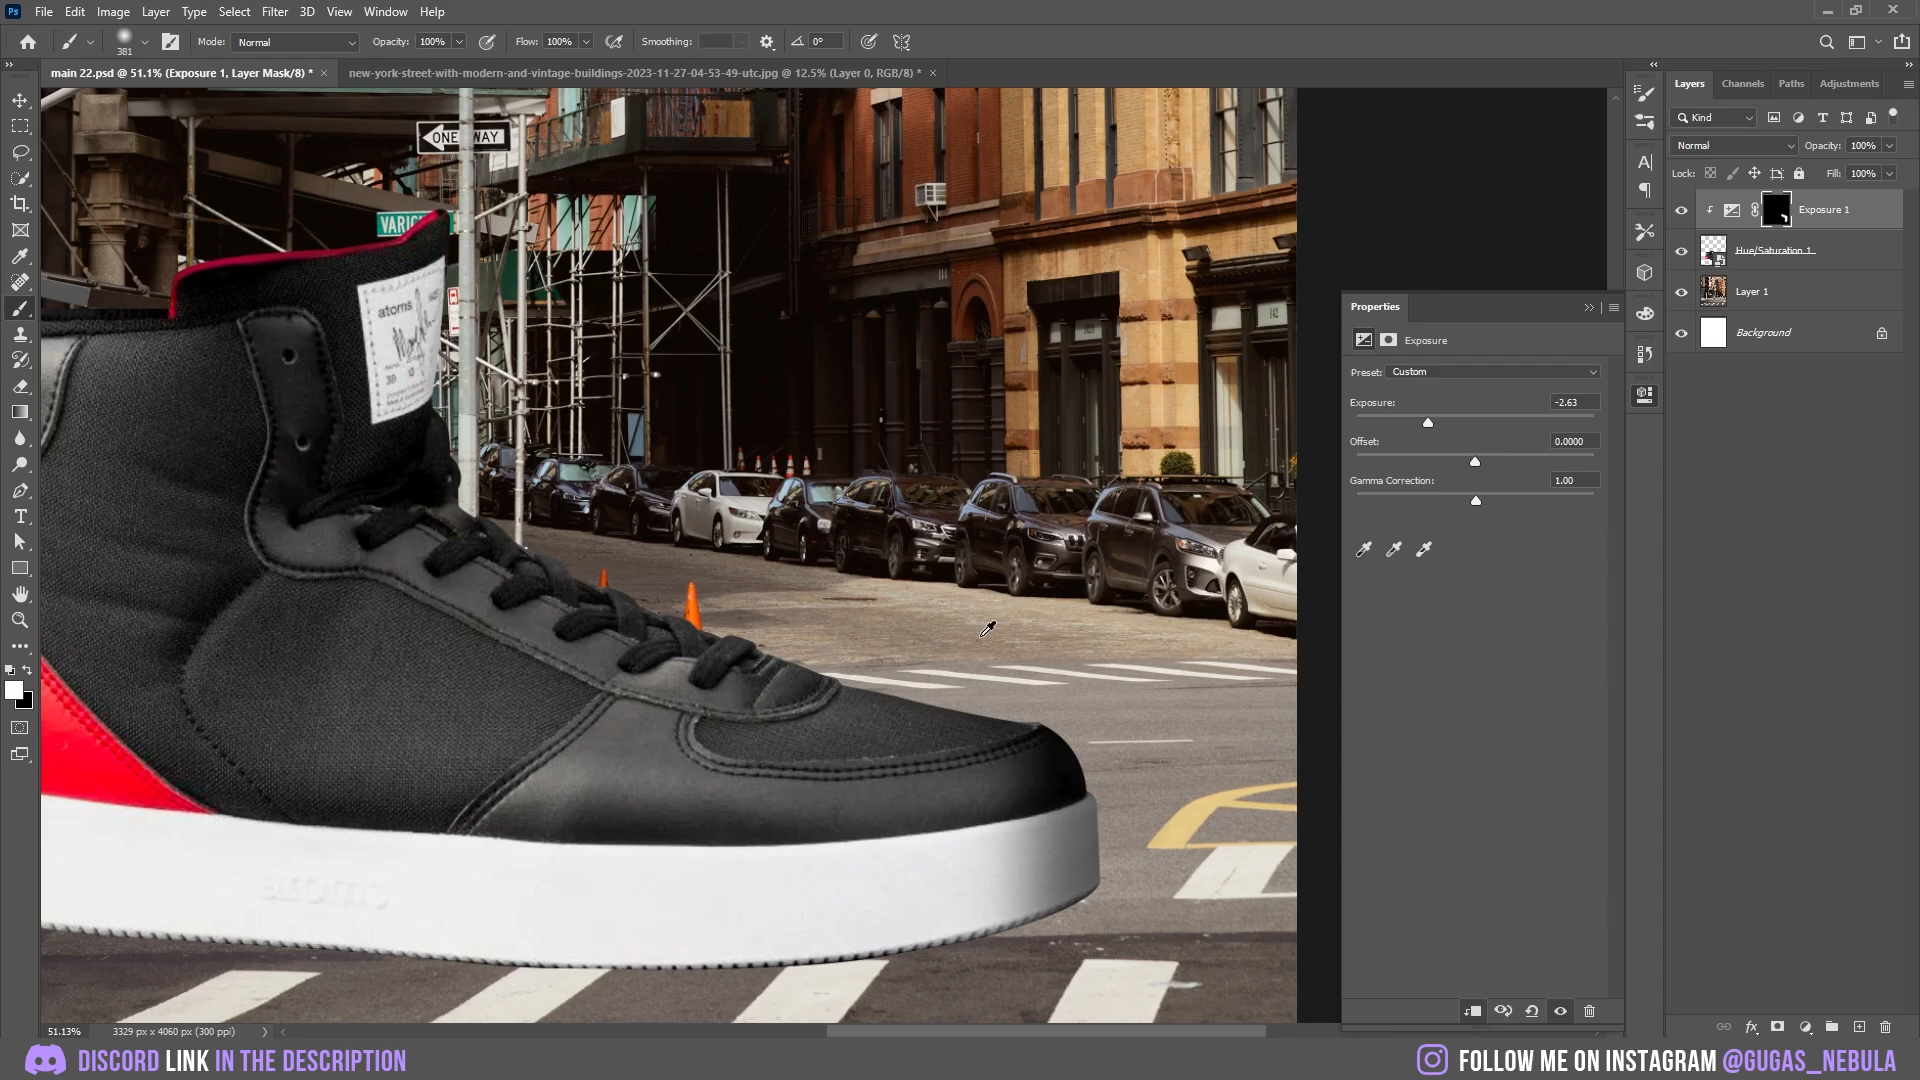 Ps File Edit Image Layer Type Select Filter 3D View Window Help
381 Mode: Normal Opacity: 100% Flow: 100% Smoothing: 0°
main 22.psd @ 51.1% (Exposure 1, Layer Mask/8) * × new-york-street-with-modern-and-vintage-buildings-2023-11-27-04-53-49-utc.jpg @ 12.5% (Layer 0, RGB/8) * ×
Layers Channels Paths Adjustments
Kind
Normal Opacity: 100%
Lock: Fill: 100%
Exposure 1
Hue/Saturation 1
Layer 1
Background
Properties
Exposure
Preset: Custom
Exposure: -2.63
Offset: 0.0000
Gamma Correction: 1.00
ONE WAY
VARIC
atoms
39
atoms
51.13% 3329 px x 4060 px (300 ppi)
DISCORD LINK IN THE DESCRIPTION
FOLLOW ME ON INSTAGRAM @GUGAS_NEBULA